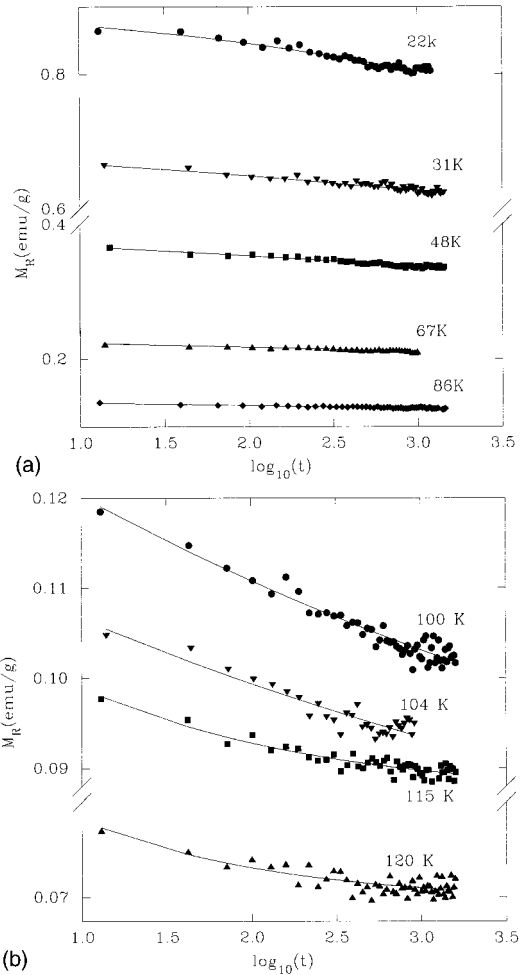 0.8
0.6
0.4
0.2
M_R(emu/g)
22k
31K
48K
67K
86K
1.0 1.5 2.0 2.5 3.0 3.5
(a)
log10(t)
0.12
0.11
0.10
0.09
0.07
M_R(emu/g)
100 K
104 K
115 K
120 K
1.0 1.5 2.0 2.5 3.0 3.5
(b)
log10(t)